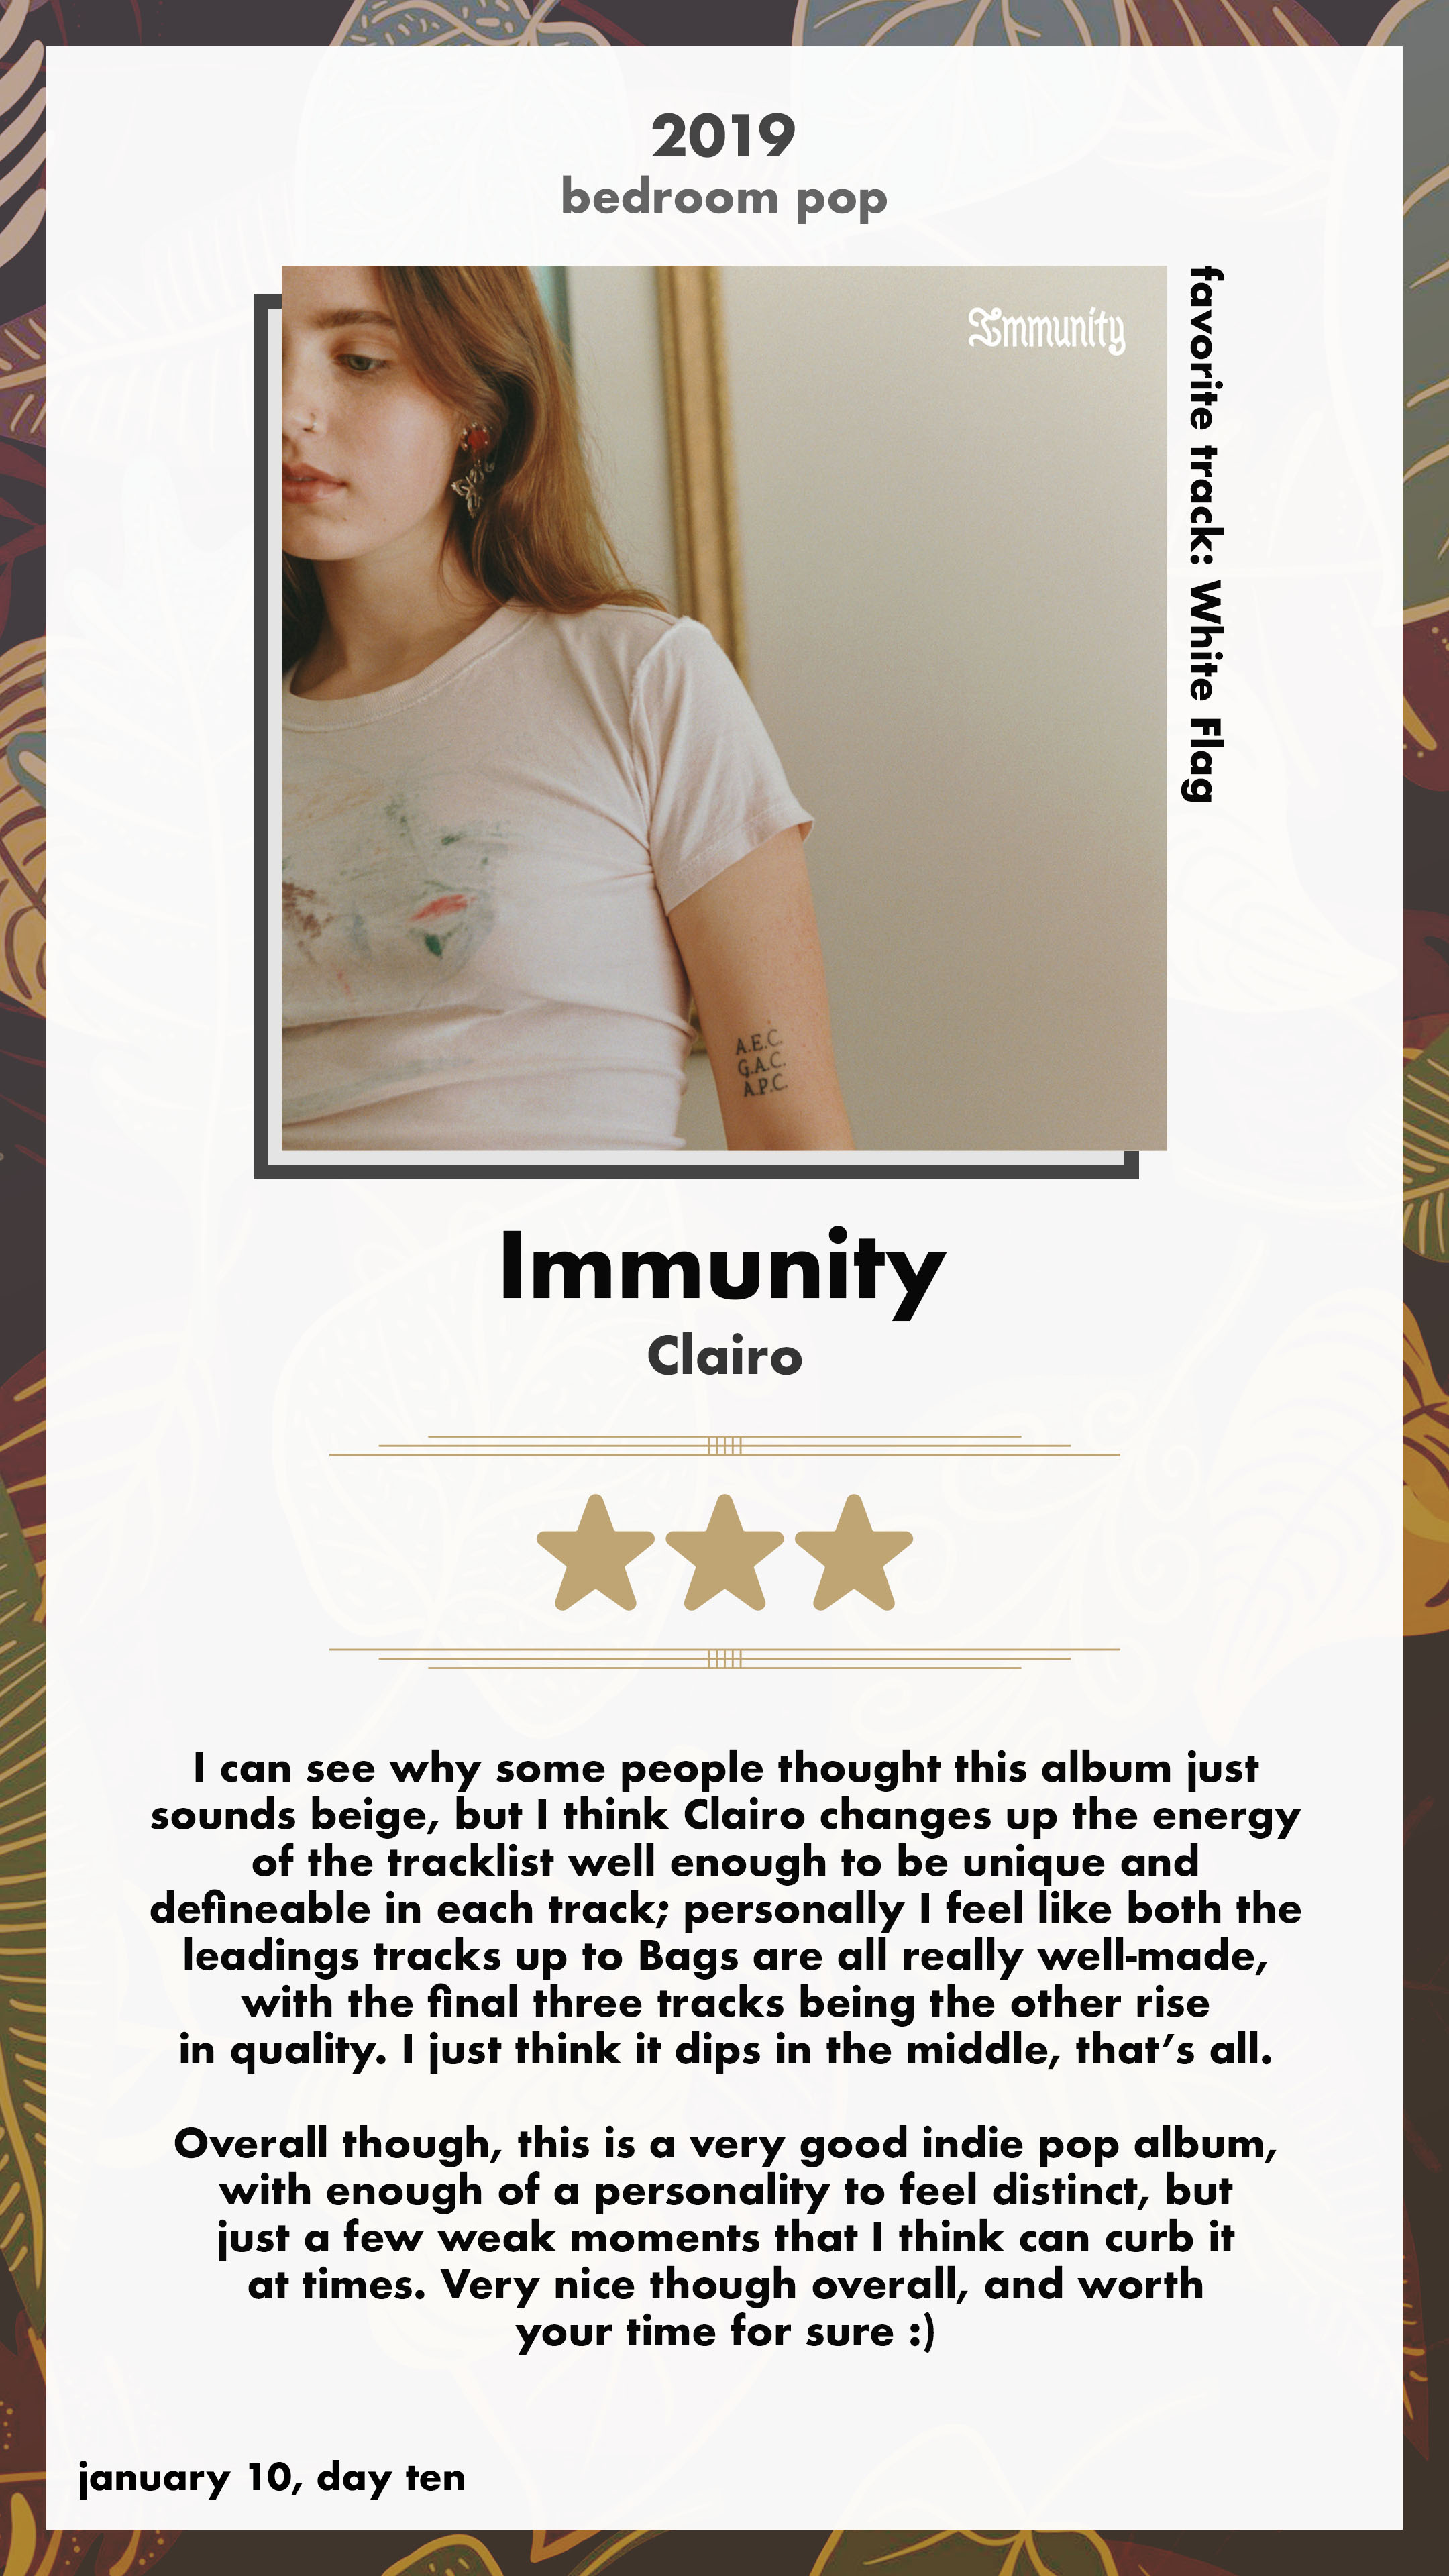 2019
bedroom pop
Immunity
favorite track: White Flag
A.E.C.
G.A.C.
A.P.C.
Immunity
Clairo
I can see why some people thought this album just
sounds beige, but I think Clairo changes up the energy
of the tracklist well enough to be unique and
defineable in each track; personally I feel like both the
leadings tracks up to Bags are all really well-made,
with the final three tracks being the other rise
in quality. I just think it dips in the middle, that’s all.
Overall though, this is a very good indie pop album,
with enough of a personality to feel distinct, but
just a few weak moments that I think can curb it
at times. Very nice though overall, and worth
your time for sure :)
january 10, day ten